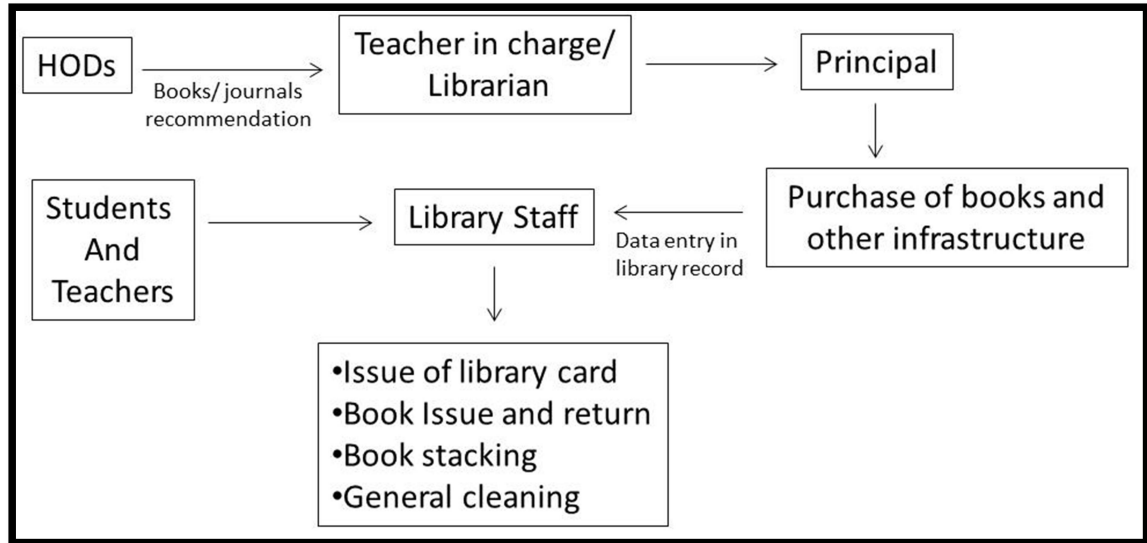 HODs
Books/ journals
recommendation
Teacher in charge/
Librarian
Principal
Students
And
Teachers
Library Staff
Data entry in
library record
Purchase of books and
other infrastructure
•Issue of library card
•Book Issue and return
•Book stacking
•General cleaning